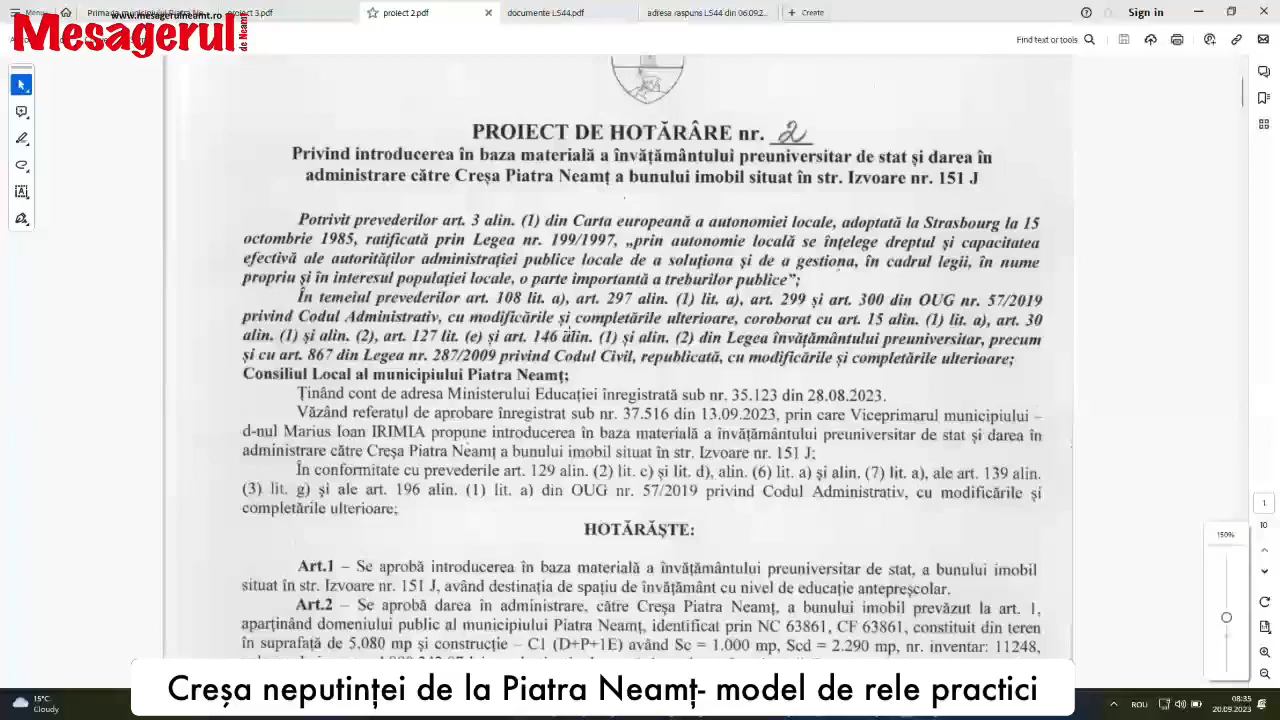 www.mesagerulneamt.ro
Mesagerul
de Neamț
Menu
project 3.pdf
proiect 2.pdf
document L544.pdf
adresaespuns L544 din 06.09.2...
+ Create
Sign in
Find text or tools
PROIECT DE HOTĂRÂRE nr. 2
Privind introducerea în baza materială a învățământului preuniversitar de stat și darea în
administrare către Creșa Piatra Neamț a bunului imobil situat în str. Izvoare nr. 151 J
Potrivit prevederilor art. 3 alin. (1) din Carta europeană a autonomiei locale, adoptată la Strasbourg la 15
octombrie 1985, ratificată prin Legea nr. 199/1997, „prin autonomie locală se înțelege dreptul și capacitatea
efectivă ale autorităților administrației publice locale de a soluționa și de a gestiona, în cadrul legii, în nume
propriu și în interesul populației locale, o parte importantă a treburilor publice”;
În temeiul prevederilor art. 108 lit. a), art. 297 alin. (1) lit. a), art. 299 și art. 300 din OUG nr. 57/2019
privind Codul Administrativ, cu modificările și completările ulterioare, coroborat cu art. 15 alin. (1) lit. a), art. 30
alin. (1) și alin. (2), art. 127 lit. (e) și art. 146 alin. (1) și alin. (2) din Legea învățământului preuniversitar, precum
și cu art. 867 din Legea nr. 287/2009 privind Codul Civil, republicată, cu modificările și completările ulterioare;
Consiliul Local al municipiului Piatra Neamț;
Ținând cont de adresa Ministerului Educației înregistrată sub nr. 35.123 din 28.08.2023.
Văzând referatul de aprobare înregistrat sub nr. 37.516 din 13.09.2023, prin care Viceprimarul municipiului –
d-nul Marius Ioan IRIMIA propune introducerea în baza materială a învățământului preuniversitar de stat și darea în
administrare către Creșa Piatra Neamț a bunului imobil situat în str. Izvoare nr. 151 J;
În conformitate cu prevederile art. 129 alin. (2) lit. c) și lit. d), alin. (6) lit. a) și alin. (7) lit. a), ale art. 139 alin.
(3) lit. g) și ale art. 196 alin. (1) lit. a) din OUG nr. 57/2019 privind Codul Administrativ, cu modificările și
completările ulterioare;
HOTĂRĂȘTE:
Art.1 – Se aprobă introducerea în baza materială a învățământului preuniversitar de stat, a bunului imobil
situat în str. Izvoare nr. 151 J, având destinația de spațiu de învățământ cu nivel de educație antepreșcolar.
Art.2 – Se aprobă darea în administrare, către Creșa Piatra Neamț, a bunului imobil prevăzut la art. 1,
aparținând domeniului public al municipiului Piatra Neamț, identificat prin NC 63861, CF 63861, constituit din teren
în suprafață de 5.080 mp și construcție – C1 (D+P+1E) având Sc = 1.000 mp, Scd = 2.290 mp, nr. inventar: 11248,
1
10
150%
Creșa neputinței de la Piatra Neamț- model de rele practici
15°C
Cloudy
ROU
08:35
20.09.2023